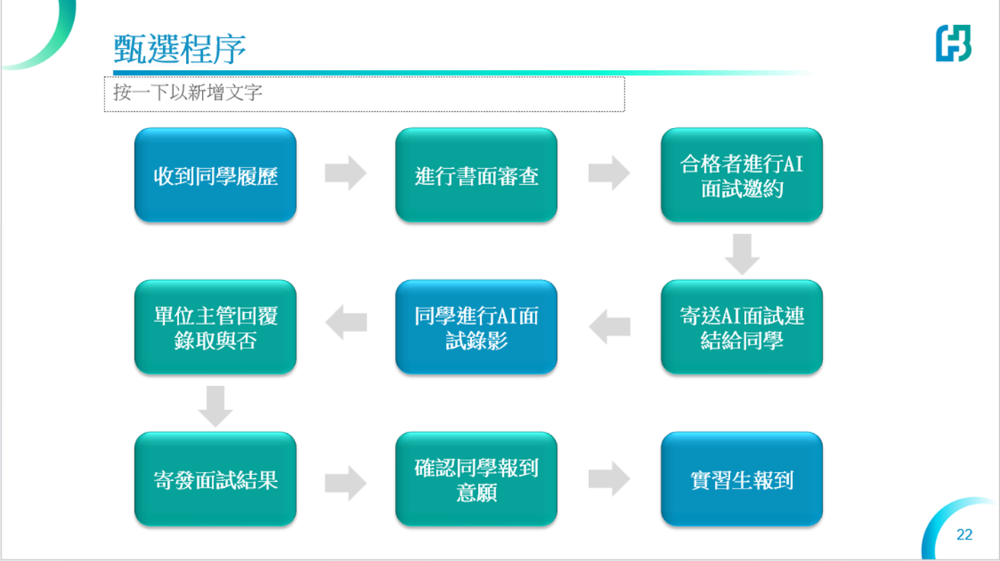 甄選程序
按一下以新增文字
收到同學履歷
進行書面審查
合格者進行AI
面試邀約
寄送AI面試連
結給同學
同學進行AI面
試錄影
單位主管回覆
錄取與否
寄發面試結果
確認同學報到
意願
實習生報到
22